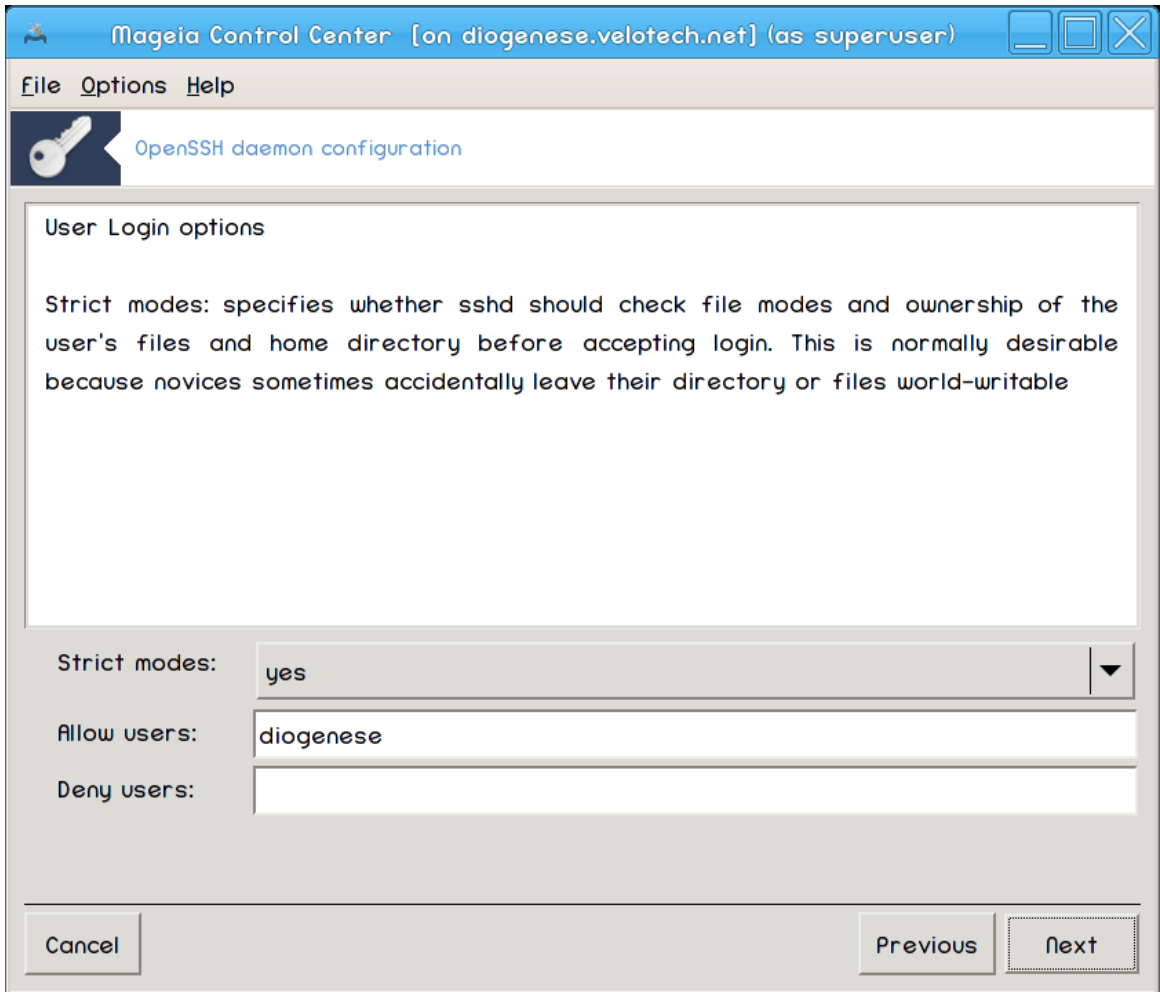 Mageia Control Center [on diogenese.velotech.net] (as superuser)
File Options Help
OpenSSH daemon configuration
User Login options
Strict modes: specifies whether sshd should check file modes and ownership of the
user's files and home directory before accepting login. This is normally desirable
because novices sometimes accidentally leave their directory or files world-writable
Strict modes: yes
Allow users: diogenese
Deny users:
Cancel Previous Next